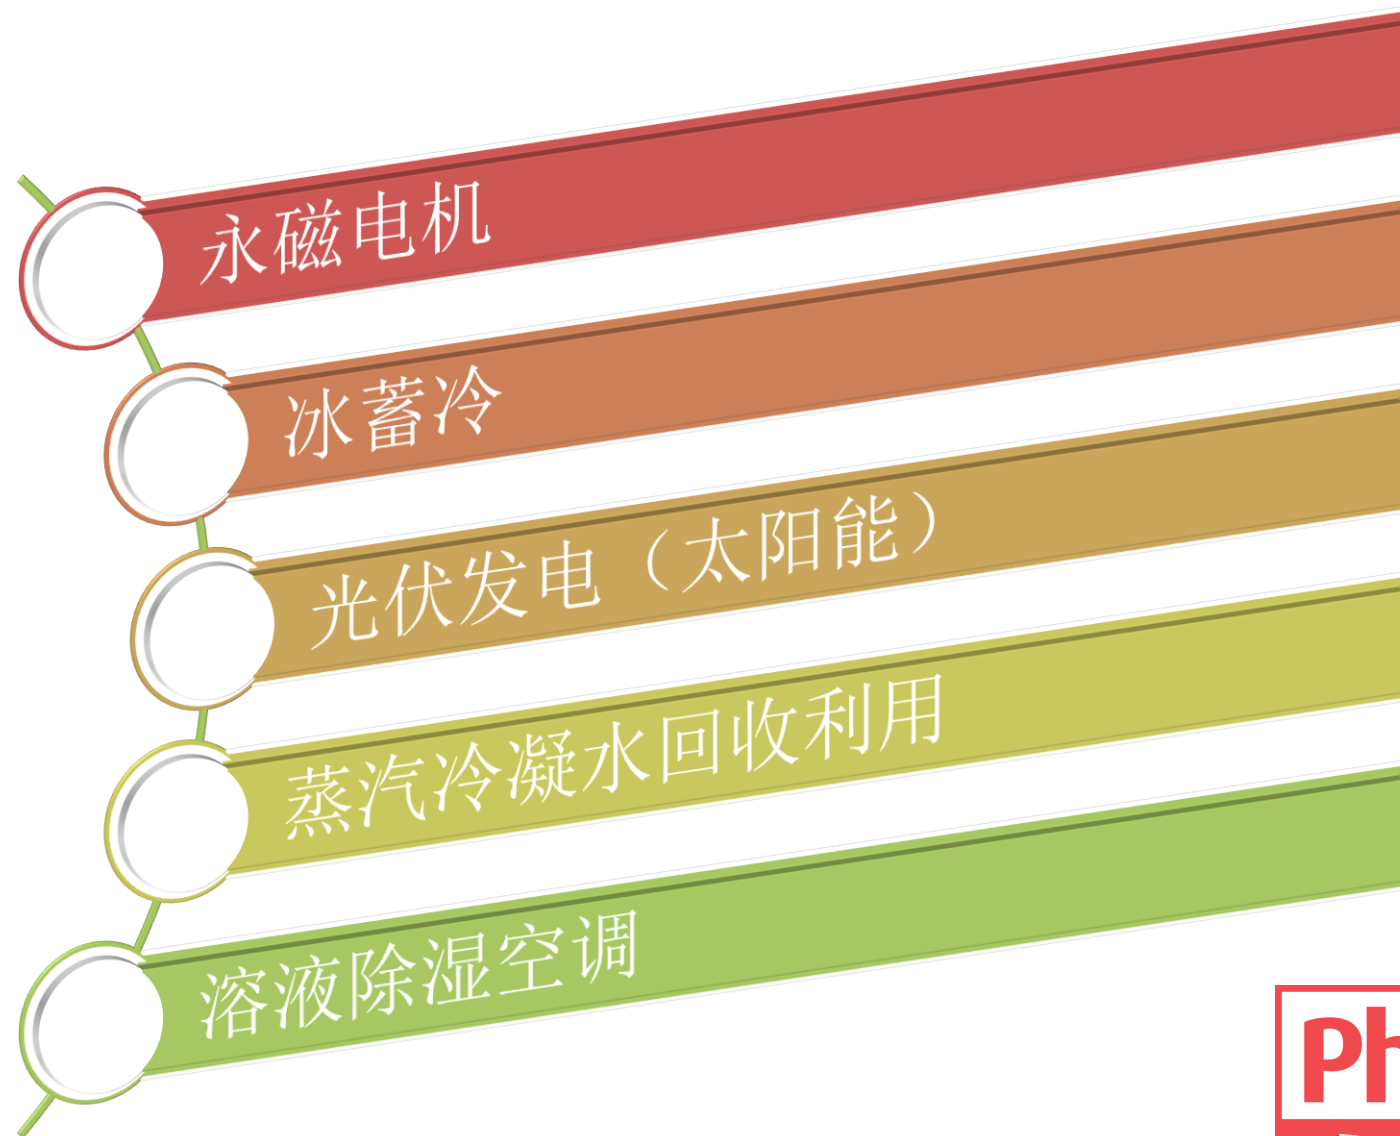 永磁电机
冰蓄冷
光伏发电（太阳能）
蒸汽冷凝水回收利用
溶液除湿空调
Ph